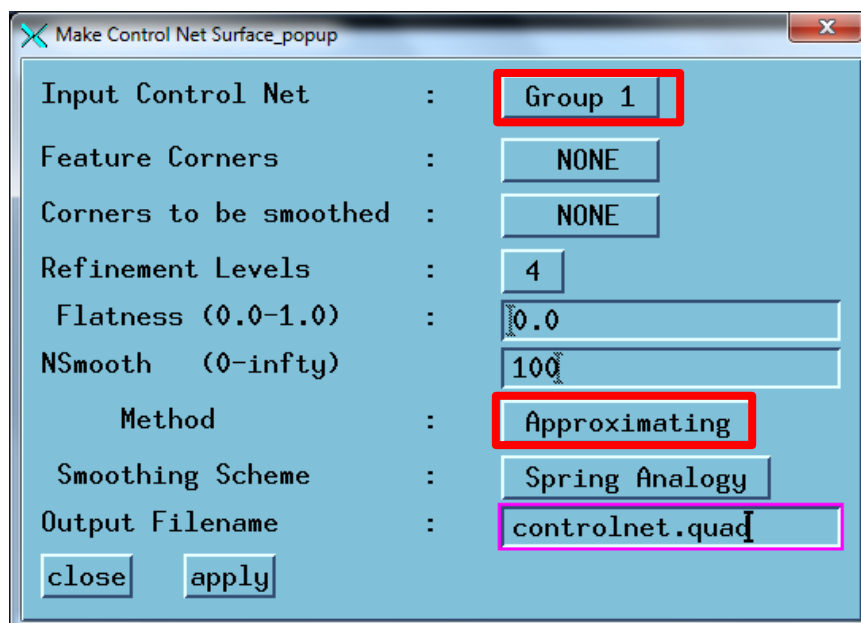 Make Control Net Surface_popup
Input Control Net : Group 1
Feature Corners : NONE
Corners to be smoothed : NONE
Refinement Levels : 4
Flatness (0.0-1.0) : 0.0
NSmooth (0-infty) 100
Method : Approximating
Smoothing Scheme : Spring Analogy
Output Filename : controlnet.quad
close apply